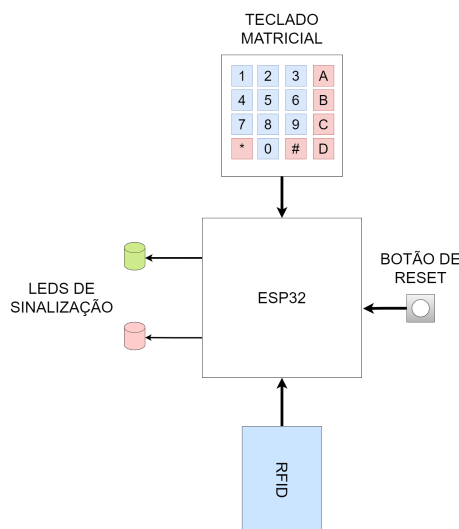 TECLADO
MATRICIAL
1 2 3 A
4 5 6 B
7 8 9 C
* 0 # D
BOTÃO DE
RESET
LEDS DE
SINALIZAÇÃO
ESP32
RFID